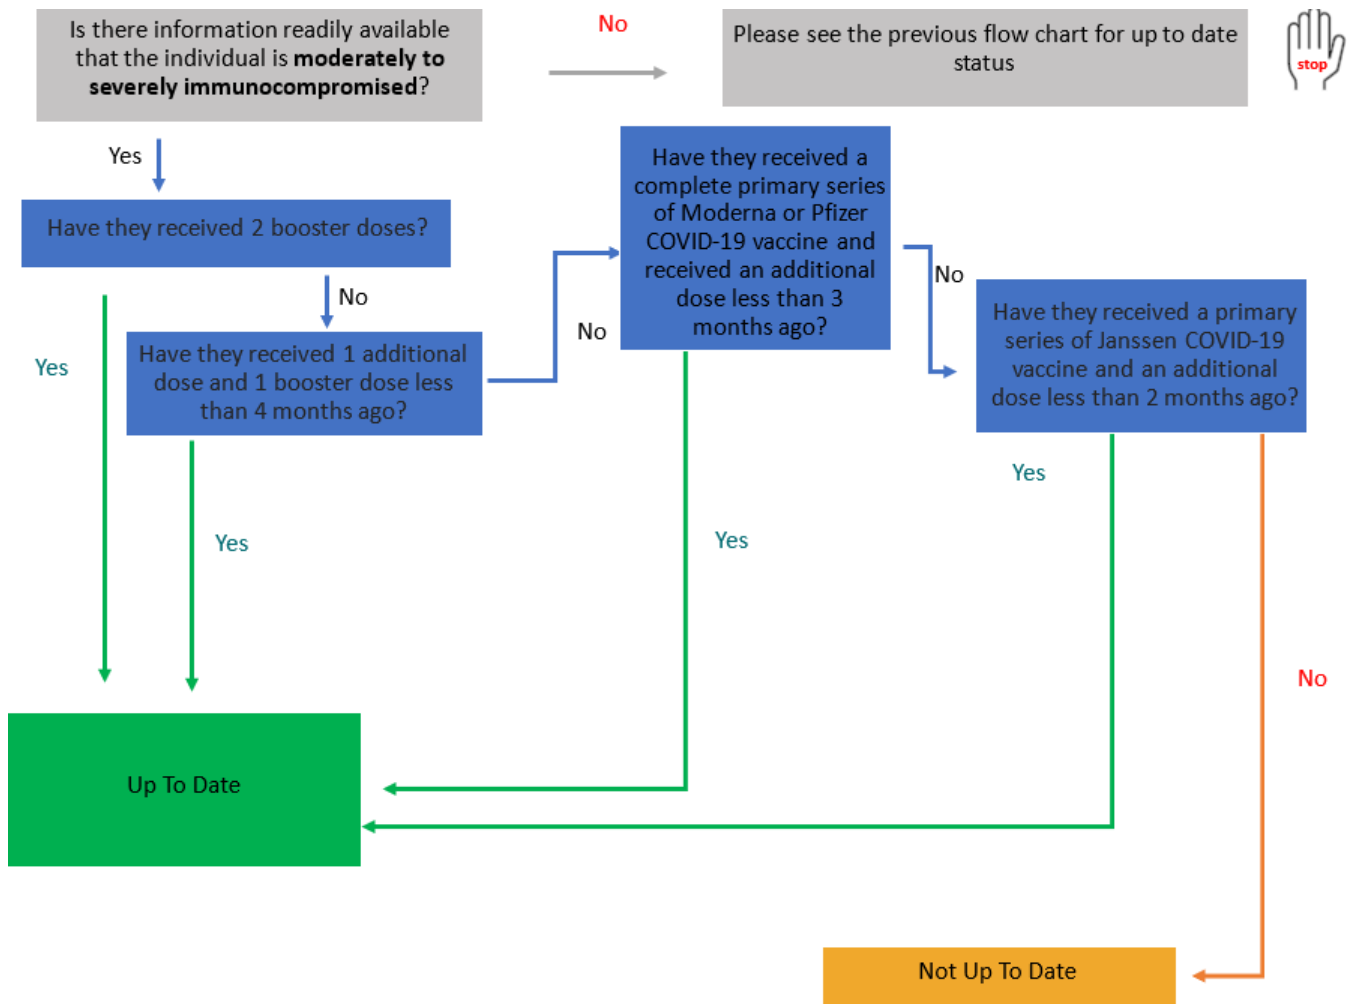 Is there information readily available
that the individual is moderately to
severely immunocompromised?
No
Please see the previous flow chart for up to date
status
stop
Yes
Have they received 2 booster doses?
No
Yes
Have they received 1 additional
dose and 1 booster dose less
than 4 months ago?
No
Yes
Have they received a
complete primary series
of Moderna or Pfizer
COVID-19 vaccine and
received an additional
dose less than 3
months ago?
No
Yes
Have they received a primary
series of Janssen COVID-19
vaccine and an additional
dose less than 2 months ago?
Yes
No
Up To Date
Not Up To Date